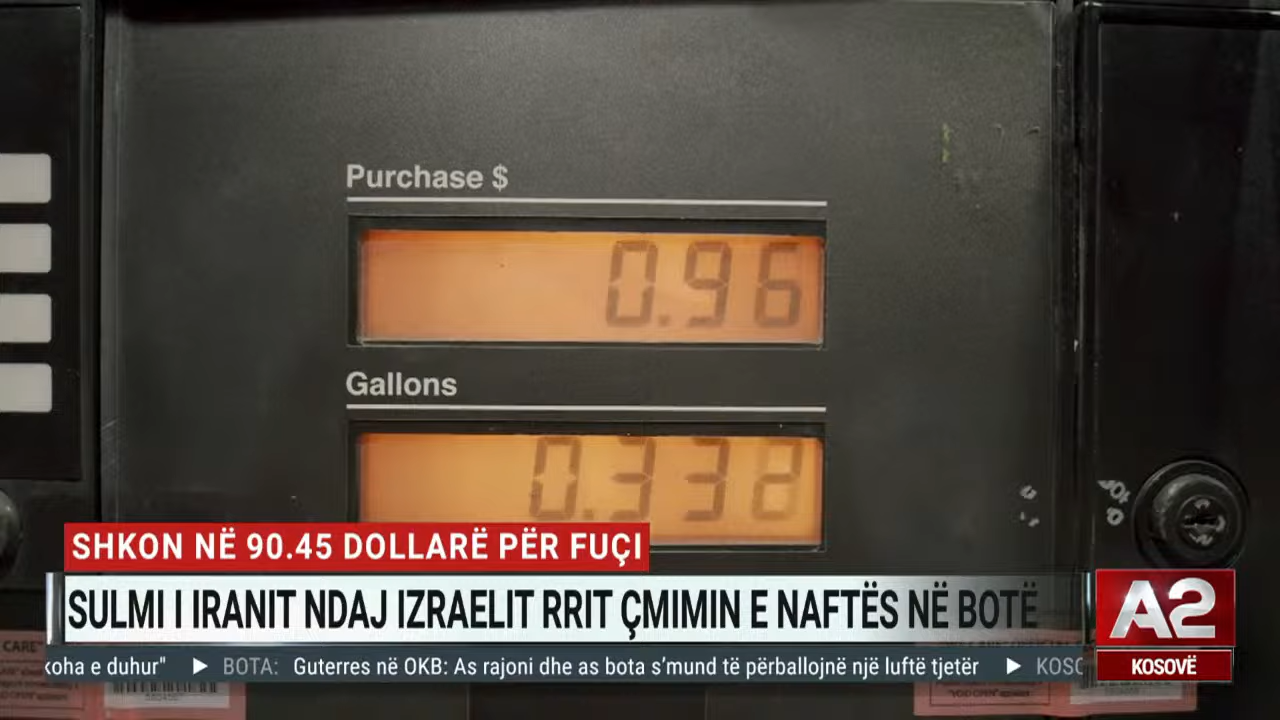 Purchase $
0.96
Gallons
CARE"
SHKON NË 90.45 DOLLARË PËR FUÇI
SULMI I IRANIT NDAJ IZRAELIT RRIT ÇMIMIN E NAFTËS NË BOTË
A2
koha e duhur" ▶ BOTA: Guterres në OKB: As rajoni dhe as bota s’mund të përballojnë një luftë tjetër ▶ KOSO
KOSOVË